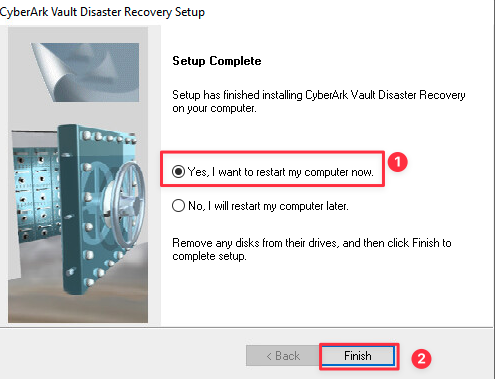 CyberArk Vault Disaster Recovery Setup
Setup Complete
Setup has finished installing CyberArk Vault Disaster Recovery
on your computer.
Yes, I want to restart my computer now.
1
No, I will restart my computer later.
Remove any disks from their drives, and then click Finish to
complete setup.
< Back
Finish
2